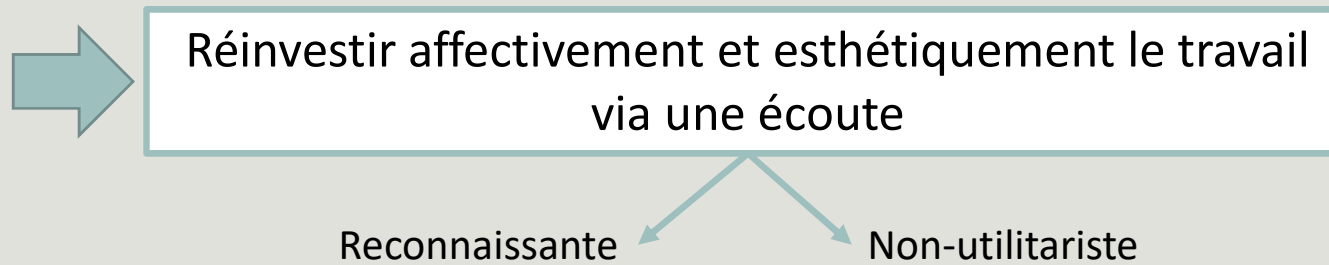 Réinvestir affectivement et esthétiquement le travail
via une écoute
Reconnaissante Non-utilitariste